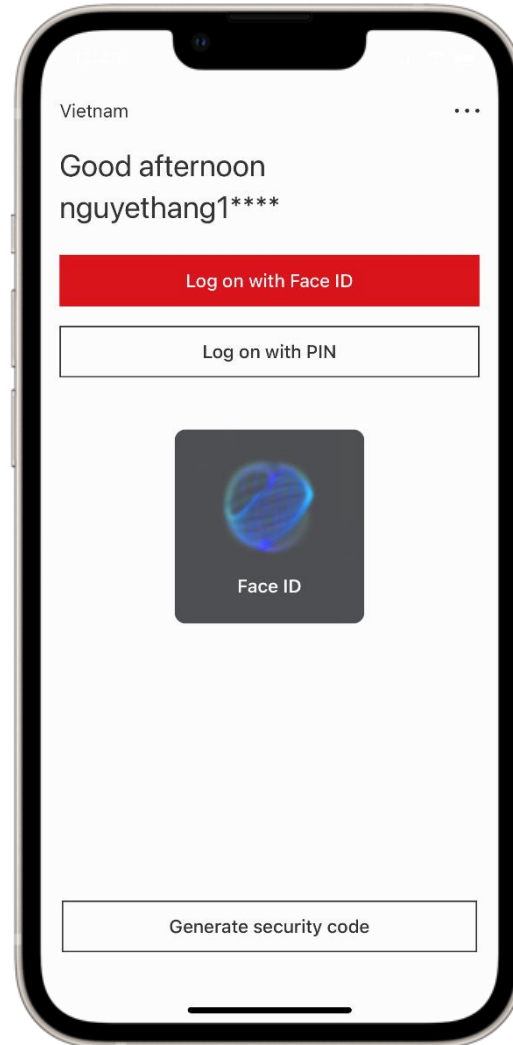 Vietnam
Good afternoon
nguyethang1****
Log on with Face ID
Log on with PIN
Face ID
Generate security code